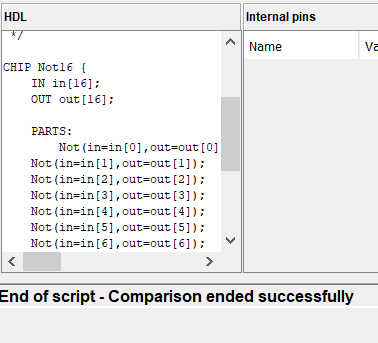 HDL
Internal pins
*/
Name
Va
CHIP Not16 {
IN in[16];
OUT out[16];
PARTS:
Not(in=in[0],out=out[0]
Not(in=in[1],out=out[1]);
Not(in=in[2],out=out[2]);
Not(in=in[3],out=out[3]);
Not(in=in[4],out=out[4]);
Not(in=in[5],out=out[5]);
Not(in=in[6],out=out[6]);
End of script - Comparison ended successfully